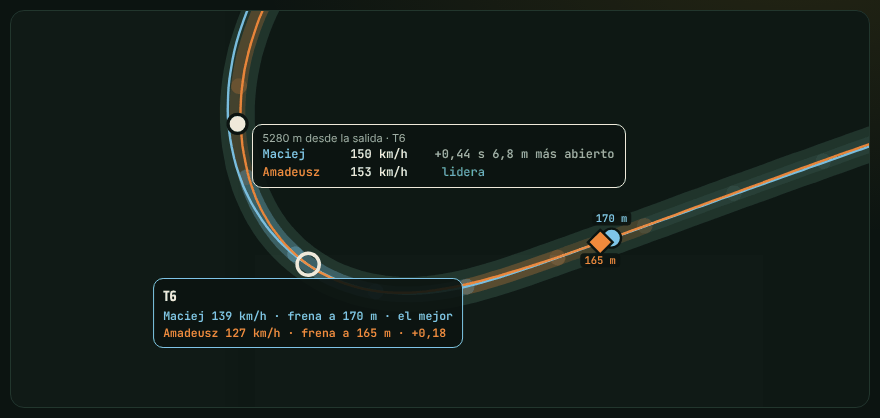 5280 m desde la salida · T6
Maciej 150 km/h +0,44 s 6,8 m más abierto
Amadeusz 153 km/h lidera
170 m
165 m
T6
Maciej 139 km/h · frena a 170 m · el mejor
Amadeusz 127 km/h · frena a 165 m · +0,18